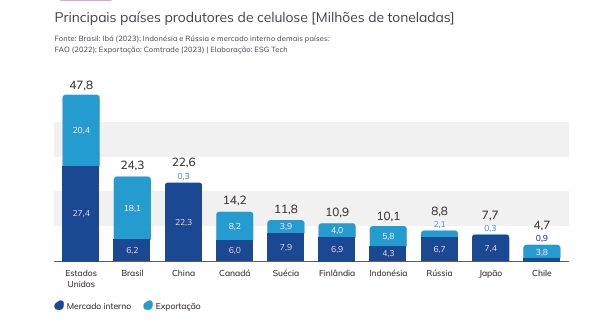 Principais países produtores de celulose [Milhões de toneladas]
Fonte: Brasil: Ibá (2023); Indonésia e Rússia e mercado interno demais países:
FAO (2022); Exportação: Comtrade (2023) | Elaboração: ESG Tech
47,8
20,4
27,4
24,3
18,1
6,2
22,6
0,3
22,3
14,2
8,2
6,0
11,8
3,9
7,9
10,9
4,0
6,9
10,1
5,8
4,3
8,8
2,1
6,7
7,7
0,3
7,4
4,7
0,9
3,8
Estados Unidos
Brasil
China
Canadá
Suécia
Finlândia
Indonésia
Rússia
Japão
Chile
Mercado interno
Exportação